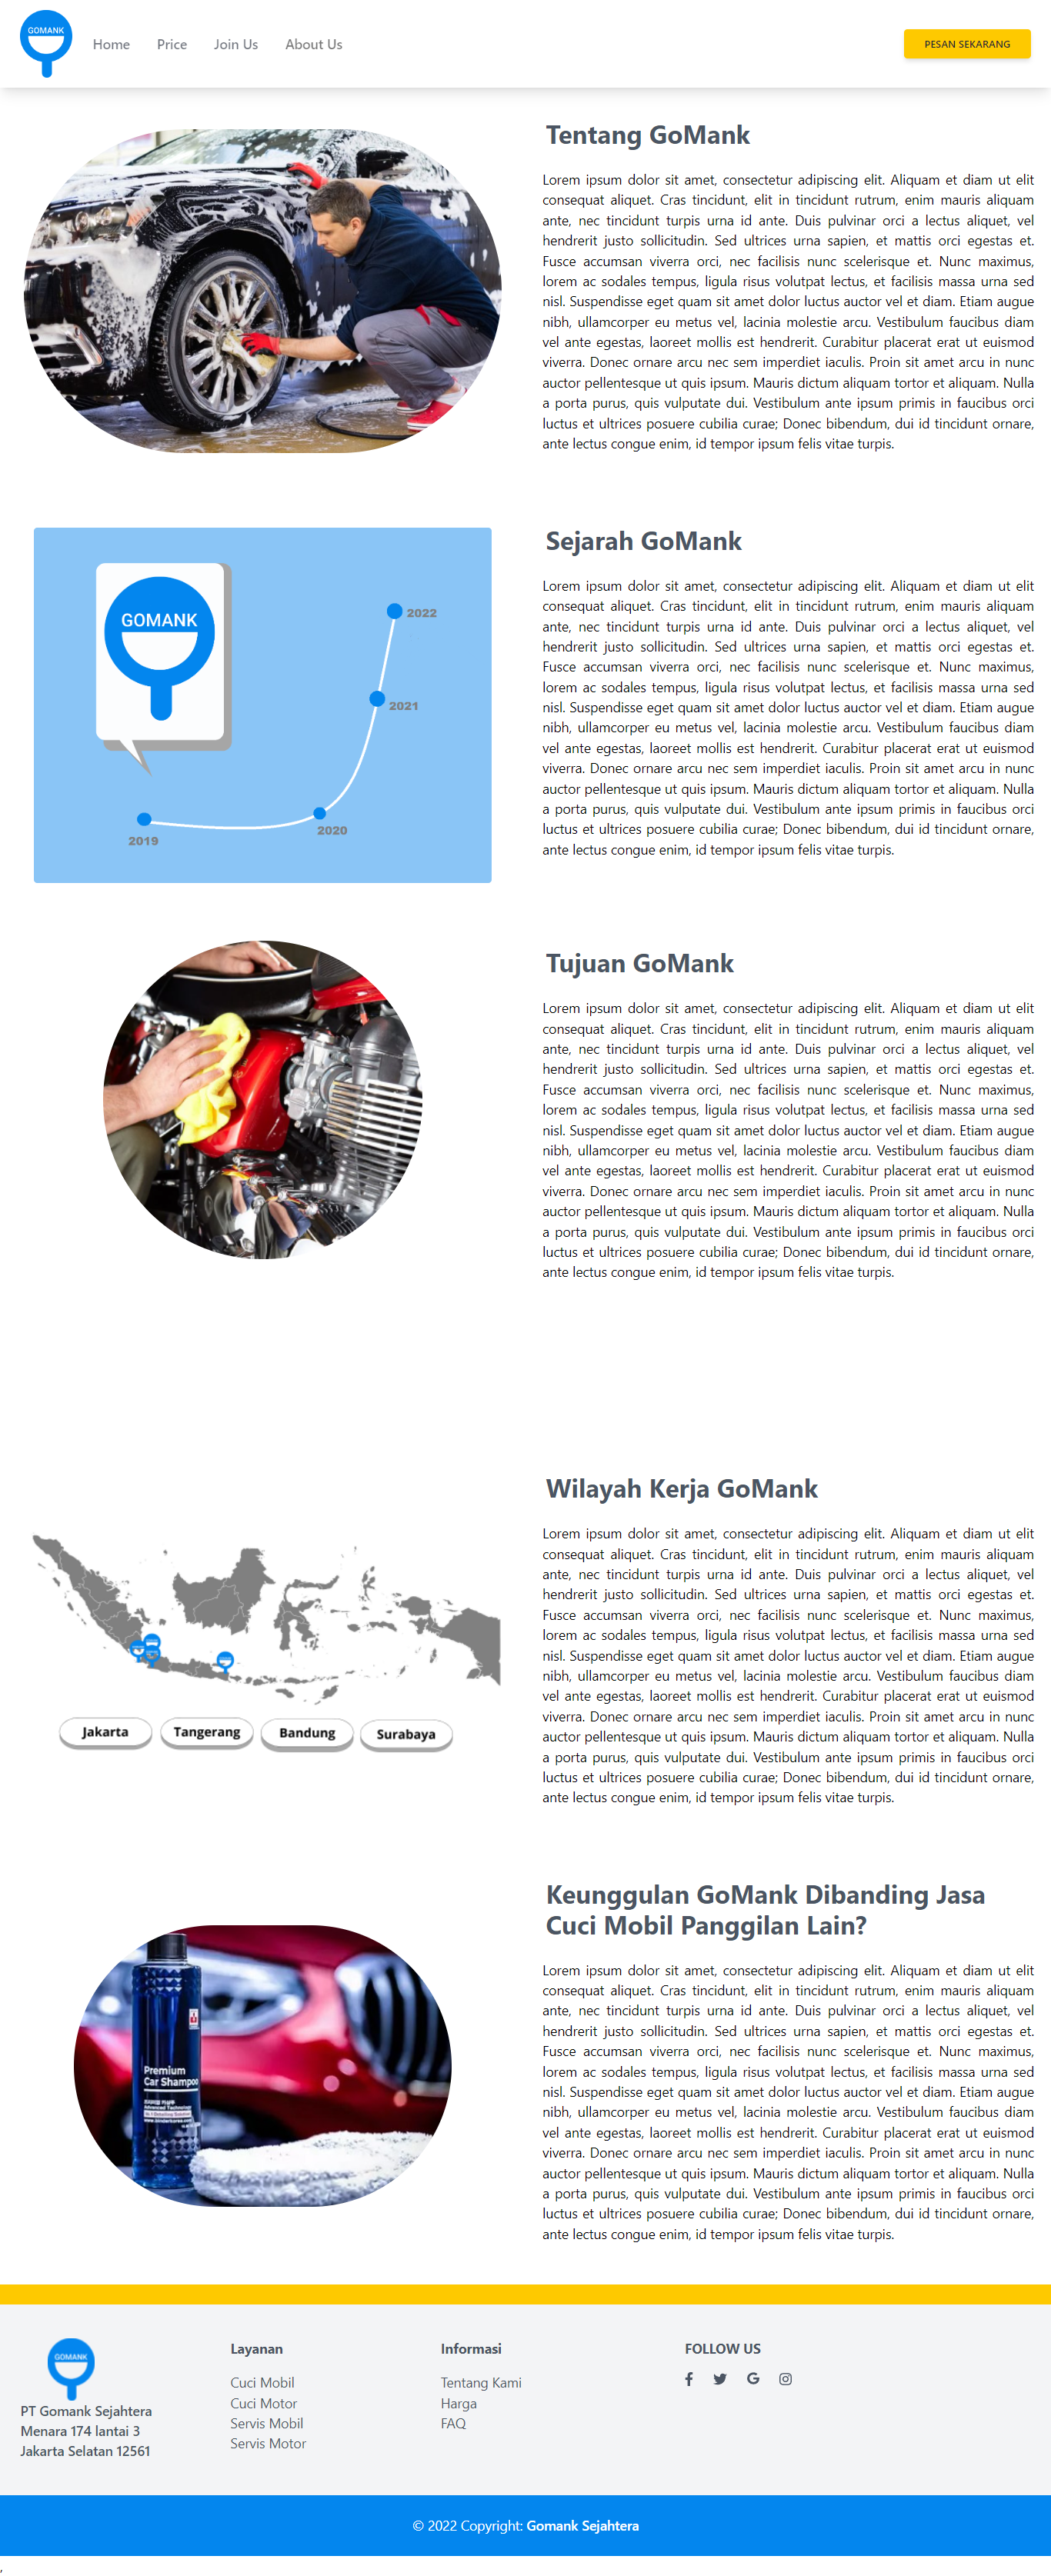 GOMANK
Home Price Join Us About Us
PESAN SEKARANG
Tentang GoMank
Lorem ipsum dolor sit amet, consectetur adipiscing elit. Aliquam et diam ut elit
consequat aliquet. Cras tincidunt, elit in tincidunt rutrum, enim mauris aliquam
ante, nec tincidunt turpis urna id ante. Duis pulvinar orci a lectus aliquet, vel
hendrerit justo sollicitudin. Sed ultrices urna sapien, et mattis orci egestas et.
Fusce accumsan viverra orci, nec facilisis nunc scelerisque et. Nunc maximus,
lorem ac sodales tempus, ligula risus volutpat lectus, et facilisis massa urna sed
nisl. Suspendisse eget quam sit amet dolor luctus auctor vel et diam. Etiam augue
nibh, ullamcorper eu metus vel, lacinia molestie arcu. Vestibulum faucibus diam
vel ante egestas, laoreet mollis est hendrerit. Curabitur placerat erat ut euismod
viverra. Donec ornare arcu nec sem imperdiet iaculis. Proin sit amet arcu in nunc
auctor pellentesque ut quis ipsum. Mauris dictum aliquam tortor et aliquam. Nulla
a porta purus, quis vulputate dui. Vestibulum ante ipsum primis in faucibus orci
luctus et ultrices posuere cubilia curae; Donec bibendum, dui id tincidunt ornare,
ante lectus congue enim, id tempor ipsum felis vitae turpis.
GOMANK
2022
2021
2020
2019
Sejarah GoMank
Lorem ipsum dolor sit amet, consectetur adipiscing elit. Aliquam et diam ut elit
consequat aliquet. Cras tincidunt, elit in tincidunt rutrum, enim mauris aliquam
ante, nec tincidunt turpis urna id ante. Duis pulvinar orci a lectus aliquet, vel
hendrerit justo sollicitudin. Sed ultrices urna sapien, et mattis orci egestas et.
Fusce accumsan viverra orci, nec facilisis nunc scelerisque et. Nunc maximus,
lorem ac sodales tempus, ligula risus volutpat lectus, et facilisis massa urna sed
nisl. Suspendisse eget quam sit amet dolor luctus auctor vel et diam. Etiam augue
nibh, ullamcorper eu metus vel, lacinia molestie arcu. Vestibulum faucibus diam
vel ante egestas, laoreet mollis est hendrerit. Curabitur placerat erat ut euismod
viverra. Donec ornare arcu nec sem imperdiet iaculis. Proin sit amet arcu in nunc
auctor pellentesque ut quis ipsum. Mauris dictum aliquam tortor et aliquam. Nulla
a porta purus, quis vulputate dui. Vestibulum ante ipsum primis in faucibus orci
luctus et ultrices posuere cubilia curae; Donec bibendum, dui id tincidunt ornare,
ante lectus congue enim, id tempor ipsum felis vitae turpis.
Tujuan GoMank
Lorem ipsum dolor sit amet, consectetur adipiscing elit. Aliquam et diam ut elit
consequat aliquet. Cras tincidunt, elit in tincidunt rutrum, enim mauris aliquam
ante, nec tincidunt turpis urna id ante. Duis pulvinar orci a lectus aliquet, vel
hendrerit justo sollicitudin. Sed ultrices urna sapien, et mattis orci egestas et.
Fusce accumsan viverra orci, nec facilisis nunc scelerisque et. Nunc maximus,
lorem ac sodales tempus, ligula risus volutpat lectus, et facilisis massa urna sed
nisl. Suspendisse eget quam sit amet dolor luctus auctor vel et diam. Etiam augue
nibh, ullamcorper eu metus vel, lacinia molestie arcu. Vestibulum faucibus diam
vel ante egestas, laoreet mollis est hendrerit. Curabitur placerat erat ut euismod
viverra. Donec ornare arcu nec sem imperdiet iaculis. Proin sit amet arcu in nunc
auctor pellentesque ut quis ipsum. Mauris dictum aliquam tortor et aliquam. Nulla
a porta purus, quis vulputate dui. Vestibulum ante ipsum primis in faucibus orci
luctus et ultrices posuere cubilia curae; Donec bibendum, dui id tincidunt ornare,
ante lectus congue enim, id tempor ipsum felis vitae turpis.
Jakarta Tangerang Bandung Surabaya
Wilayah Kerja GoMank
Lorem ipsum dolor sit amet, consectetur adipiscing elit. Aliquam et diam ut elit
consequat aliquet. Cras tincidunt, elit in tincidunt rutrum, enim mauris aliquam
ante, nec tincidunt turpis urna id ante. Duis pulvinar orci a lectus aliquet, vel
hendrerit justo sollicitudin. Sed ultrices urna sapien, et mattis orci egestas et.
Fusce accumsan viverra orci, nec facilisis nunc scelerisque et. Nunc maximus,
lorem ac sodales tempus, ligula risus volutpat lectus, et facilisis massa urna sed
nisl. Suspendisse eget quam sit amet dolor luctus auctor vel et diam. Etiam augue
nibh, ullamcorper eu metus vel, lacinia molestie arcu. Vestibulum faucibus diam
vel ante egestas, laoreet mollis est hendrerit. Curabitur placerat erat ut euismod
viverra. Donec ornare arcu nec sem imperdiet iaculis. Proin sit amet arcu in nunc
auctor pellentesque ut quis ipsum. Mauris dictum aliquam tortor et aliquam. Nulla
a porta purus, quis vulputate dui. Vestibulum ante ipsum primis in faucibus orci
luctus et ultrices posuere cubilia curae; Donec bibendum, dui id tincidunt ornare,
ante lectus congue enim, id tempor ipsum felis vitae turpis.
Premium
Car Shampoo
Keunggulan GoMank Dibanding Jasa
Cuci Mobil Panggilan Lain?
Lorem ipsum dolor sit amet, consectetur adipiscing elit. Aliquam et diam ut elit
consequat aliquet. Cras tincidunt, elit in tincidunt rutrum, enim mauris aliquam
ante, nec tincidunt turpis urna id ante. Duis pulvinar orci a lectus aliquet, vel
hendrerit justo sollicitudin. Sed ultrices urna sapien, et mattis orci egestas et.
Fusce accumsan viverra orci, nec facilisis nunc scelerisque et. Nunc maximus,
lorem ac sodales tempus, ligula risus volutpat lectus, et facilisis massa urna sed
nisl. Suspendisse eget quam sit amet dolor luctus auctor vel et diam. Etiam augue
nibh, ullamcorper eu metus vel, lacinia molestie arcu. Vestibulum faucibus diam
vel ante egestas, laoreet mollis est hendrerit. Curabitur placerat erat ut euismod
viverra. Donec ornare arcu nec sem imperdiet iaculis. Proin sit amet arcu in nunc
auctor pellentesque ut quis ipsum. Mauris dictum aliquam tortor et aliquam. Nulla
a porta purus, quis vulputate dui. Vestibulum ante ipsum primis in faucibus orci
luctus et ultrices posuere cubilia curae; Donec bibendum, dui id tincidunt ornare,
ante lectus congue enim, id tempor ipsum felis vitae turpis.
GOMANK
PT Gomank Sejahtera
Menara 174 lantai 3
Jakarta Selatan 12561
Layanan
Cuci Mobil
Cuci Motor
Servis Mobil
Servis Motor
Informasi
Tentang Kami
Harga
FAQ
FOLLOW US
© 2022 Copyright: Gomank Sejahtera
,